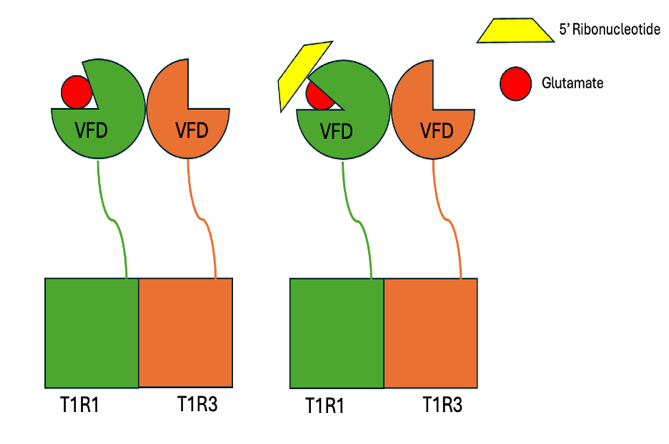 5' Ribonucleotide
Glutamate
VFD VFD VFD VFD
T1R1 T1R3 T1R1 T1R3